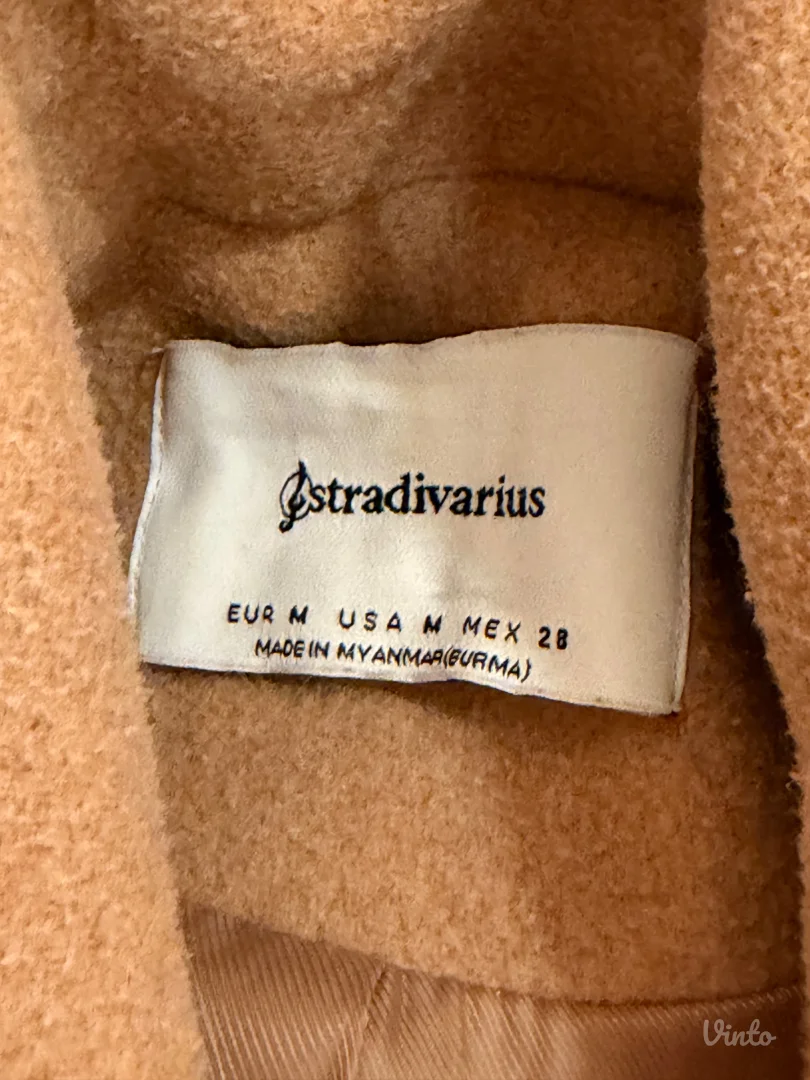 stradivarius
EUR M USA M MEX 28
MADE IN MYANMAR(BURMA)
Vinto